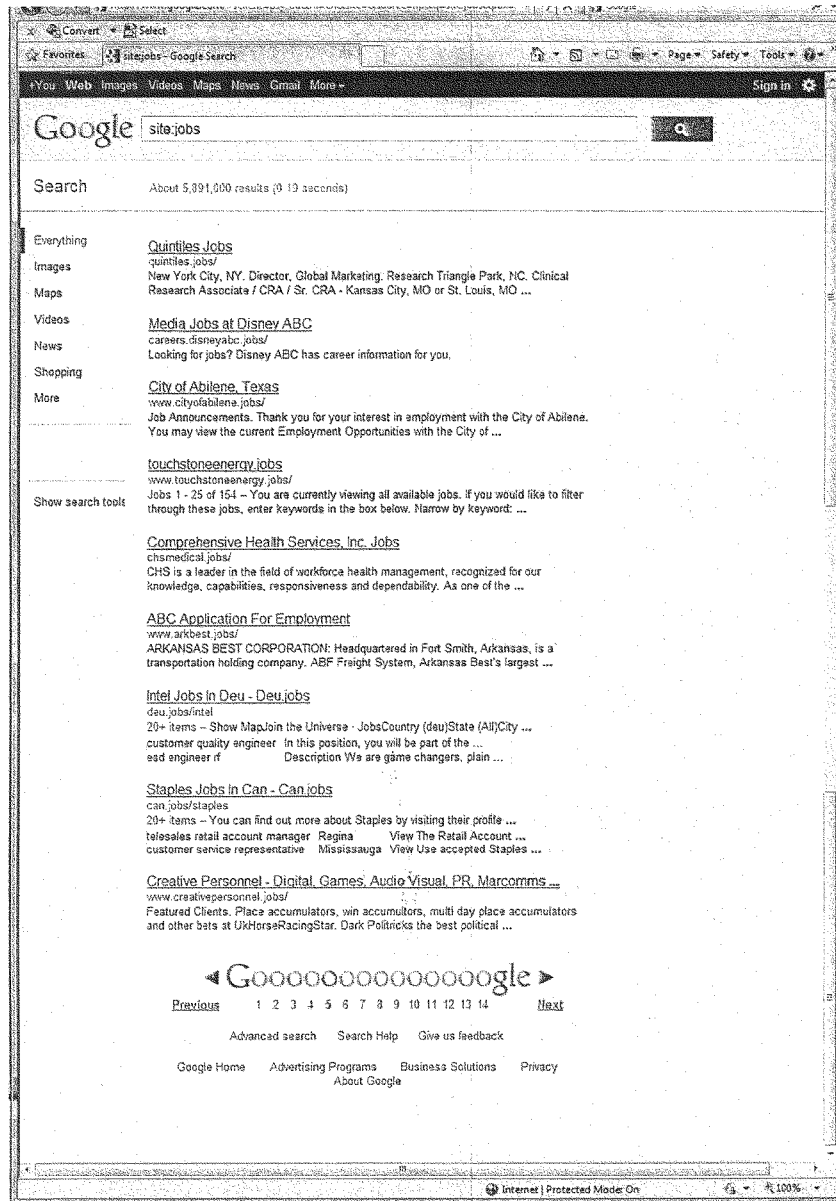 x Convert Select
Favorites site:jobs - Google Search Page Safety Tools
+You Web Images Videos Maps News Gmail More Sign in
Google site:jobs
Search About 5,891,000 results (0.19 seconds)
Everything
Images
Maps
Videos
News
Shopping
More
Show search tools
Quintiles Jobs
quintiles.jobs/
New York City, NY. Director, Global Marketing. Research Triangle Park, NC. Clinical
Research Associate / CRA / Sr. CRA - Kansas City, MO or St. Louis, MO ...
Media Jobs at Disney ABC
careers.disneyabc.jobs/
Looking for jobs? Disney ABC has career information for you.
City of Abilene, Texas
www.cityofabilene.jobs/
Job Announcements. Thank you for your interest in employment with the City of Abilene.
You may view the current Employment Opportunities with the City of ...
touchstoneenergy.jobs
www.touchstoneenergy.jobs/
Jobs 1 - 25 of 154 – You are currently viewing all available jobs. If you would like to filter
through these jobs, enter keywords in the box below. Narrow by keyword: ...
Comprehensive Health Services, Inc. Jobs
chsmedical.jobs/
CHS is a leader in the field of workforce health management, recognized for our
knowledge, capabilities, responsiveness and dependability. As one of the ...
ABC Application For Employment
www.arkbest.jobs/
ARKANSAS BEST CORPORATION: Headquartered in Fort Smith, Arkansas, is a
transportation holding company. ABF Freight System, Arkansas Best's largest ...
Intel Jobs In Deu - Deu.jobs
deu.jobs/intel
20+ items – Show MapJoin the Universe · JobsCountry (deu)State (All)City ...
customer quality engineer In this position, you will be part of the ...
esd engineer rf Description We are game changers, plain ...
Staples Jobs In Can - Can.jobs
can.jobs/staples
20+ items – You can find out more about Staples by visiting their profile ...
telesales retail account manager Regina View The Retail Account ...
customer service representative Mississauga View Use accepted Staples ...
Creative Personnel - Digital, Games, Audio Visual, PR, Marcomms ...
www.creativepersonnel.jobs/
Featured Clients. Place accumulators, win accumultors, multi day place accumulators
and other bets at UkHorseRacingStar. Dark Politricks the best political ...
Goooooooooooooogle
Previous 1 2 3 4 5 6 7 8 9 10 11 12 13 14 Next
Advanced search Search Help Give us feedback
Google Home Advertising Programs Business Solutions Privacy
About Google
Internet | Protected Mode: On 100%